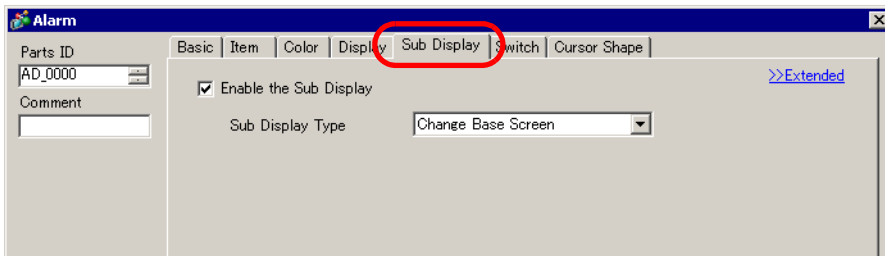 Alarm
Parts ID
AD_0000
Comment
Basic Item Color Display Sub Display Switch Cursor Shape
>>Extended
Enable the Sub Display
Sub Display Type Change Base Screen